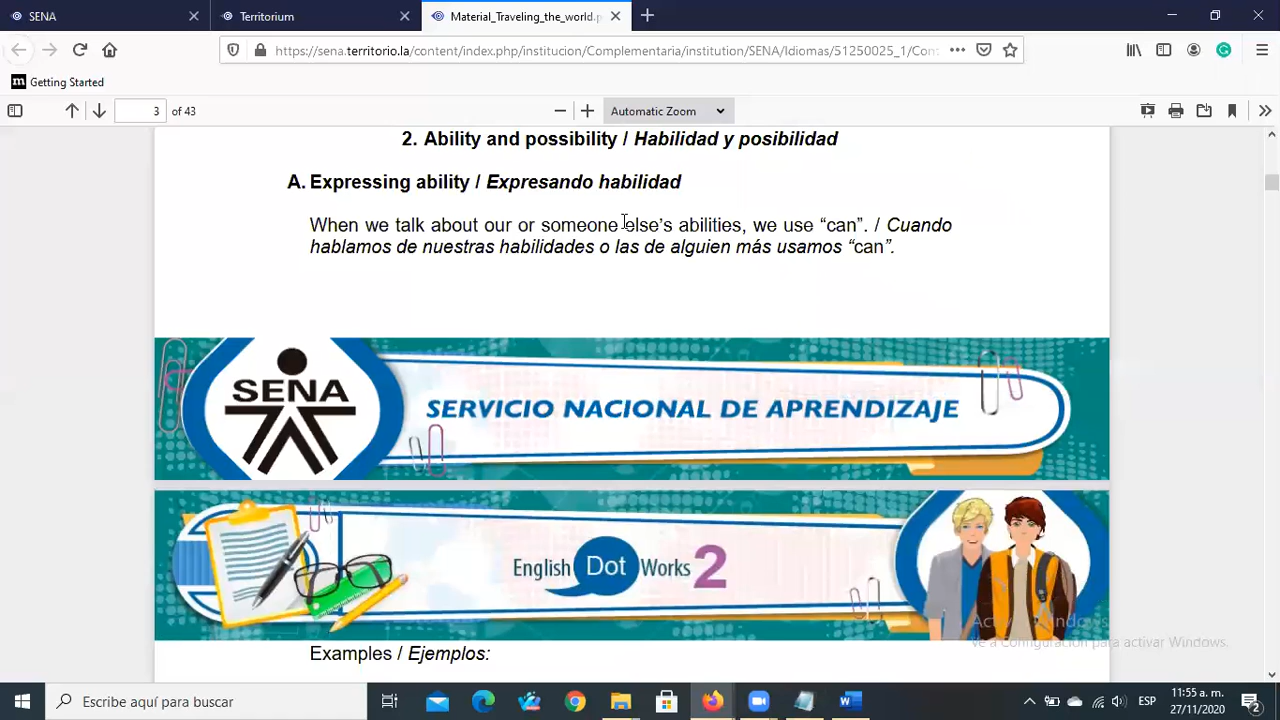 SENA
Territorium
Material_Traveling_the_world.p
https://sena.territorio.la/content/index.php/institucion/Complementaria/institution/SENA/Idiomas/51250025_1/Con
m Getting Started
3 of 43
Automatic Zoom
2. Ability and possibility / Habilidad y posibilidad
A. Expressing ability / Expresando habilidad
When we talk about our or someone else's abilities, we use “can”. / Cuando
hablamos de nuestras habilidades o las de alguien más usamos “can”.
SENA
SERVICIO NACIONAL DE APRENDIZAJE
English Dot Works 2
Activar Windows
Ve a Configuración para activar Windows.
Examples / Ejemplos:
Escribe aquí para buscar
ESP
11:55 a. m.
27/11/2020
2